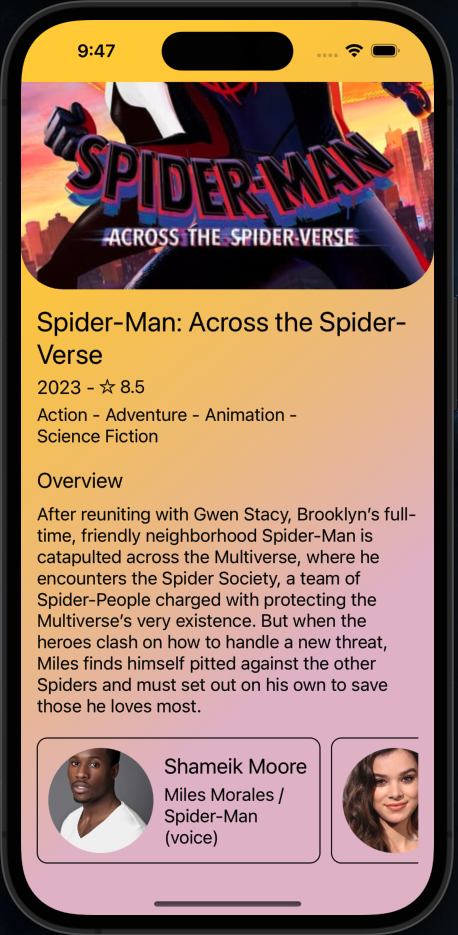 9:47
SPIDER-MAN
ACROSS THE SPIDER-VERSE
Spider-Man: Across the Spider-
Verse
2023 - ☆ 8.5
Action - Adventure - Animation -
Science Fiction
Overview
After reuniting with Gwen Stacy, Brooklyn’s full-
time, friendly neighborhood Spider-Man is
catapulted across the Multiverse, where he
encounters the Spider Society, a team of
Spider-People charged with protecting the
Multiverse’s very existence. But when the
heroes clash on how to handle a new threat,
Miles finds himself pitted against the other
Spiders and must set out on his own to save
those he loves most.
Shameik Moore
Miles Morales /
Spider-Man
(voice)